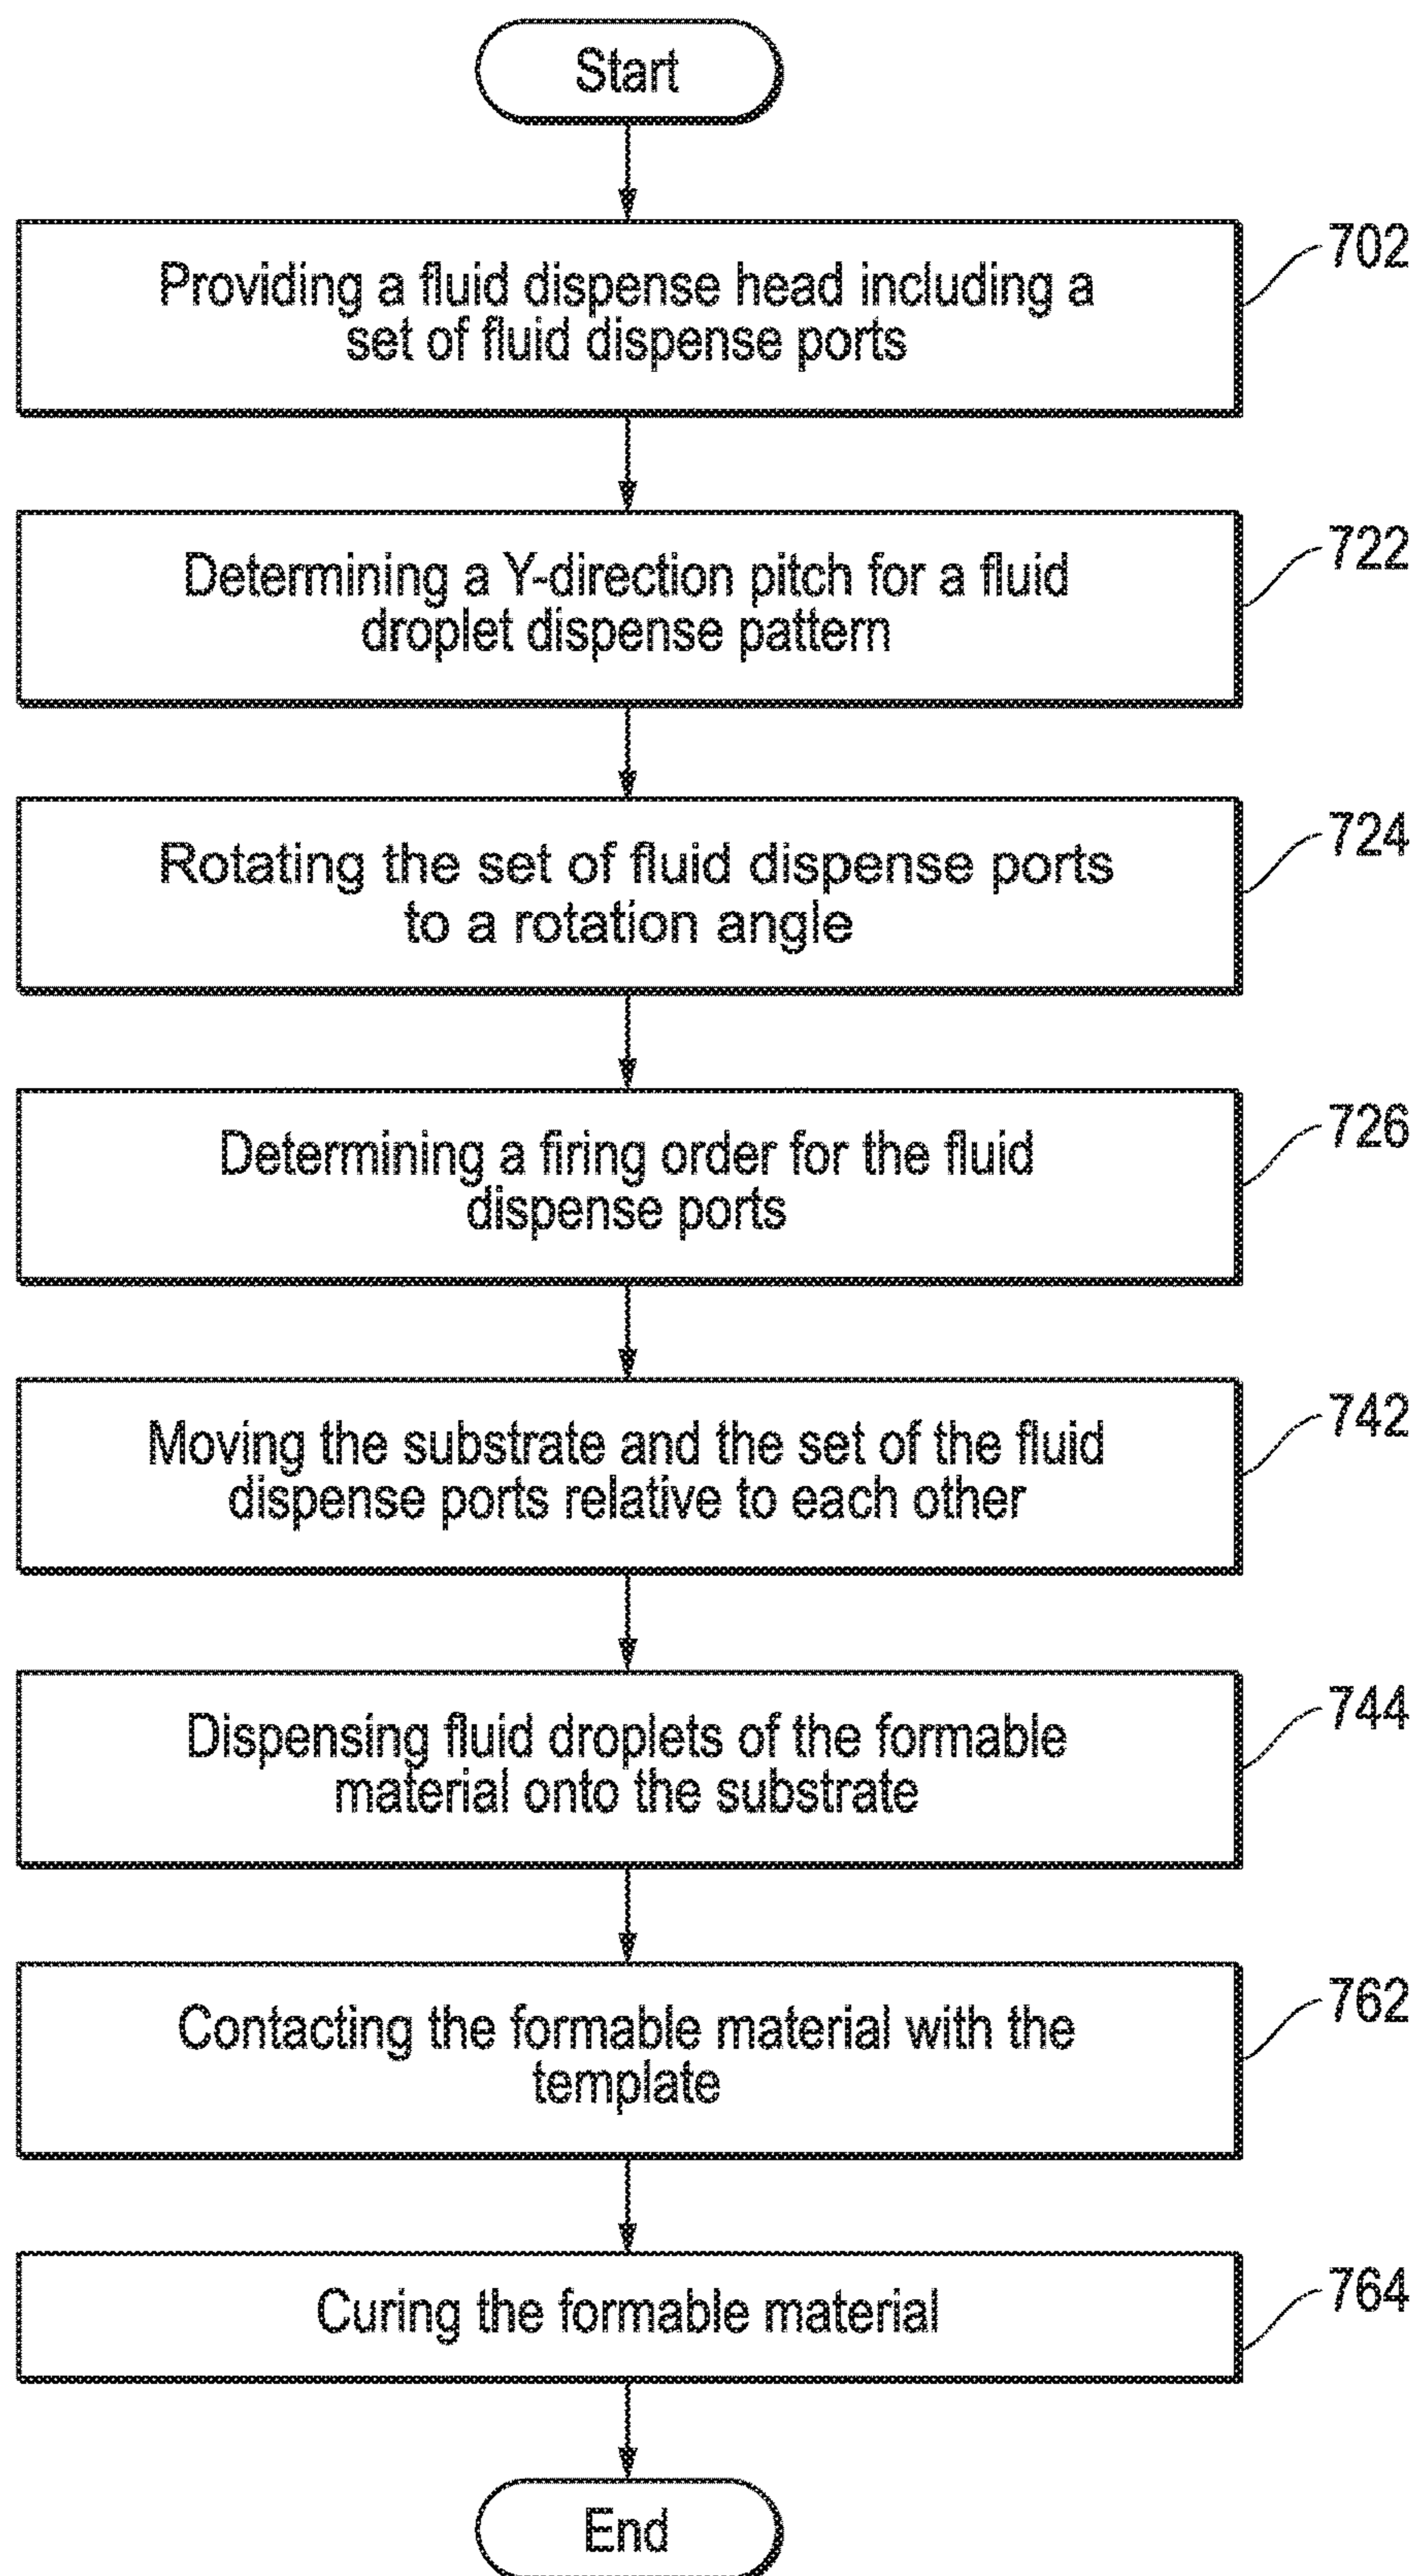 Start
Providing a fluid dispense head including a
set of fluid dispense ports
702
Determining a Y-direction pitch for a fluid
droplet dispense pattern
722
Rotating the set of fluid dispense ports
to a rotation angle
724
Determining a firing order for the fluid
dispense ports
726
Moving the substrate and the set of the fluid
dispense ports relative to each other
742
Dispensing fluid droplets of the formable
material onto the substrate
744
Contacting the formable material with the
template
762
Curing the formable material
764
End